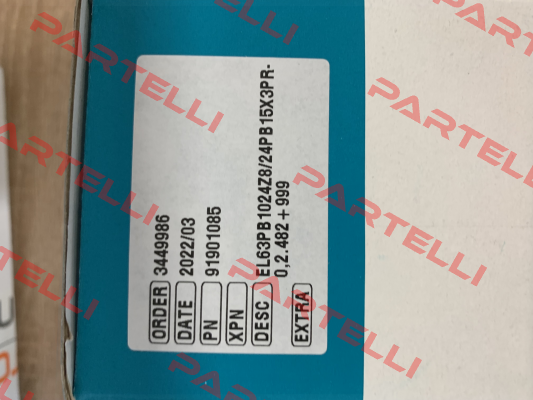 ORDER 3449986
DATE 2022/03
PN 91901085
XPN
DESC EL63PB1024Z8/24PB15X3PR-
0,2.482+999
EXTRA
PARTELLI
PARTELLI
PARTELLI
PARTELLI
PARTELLI
PARTELLI